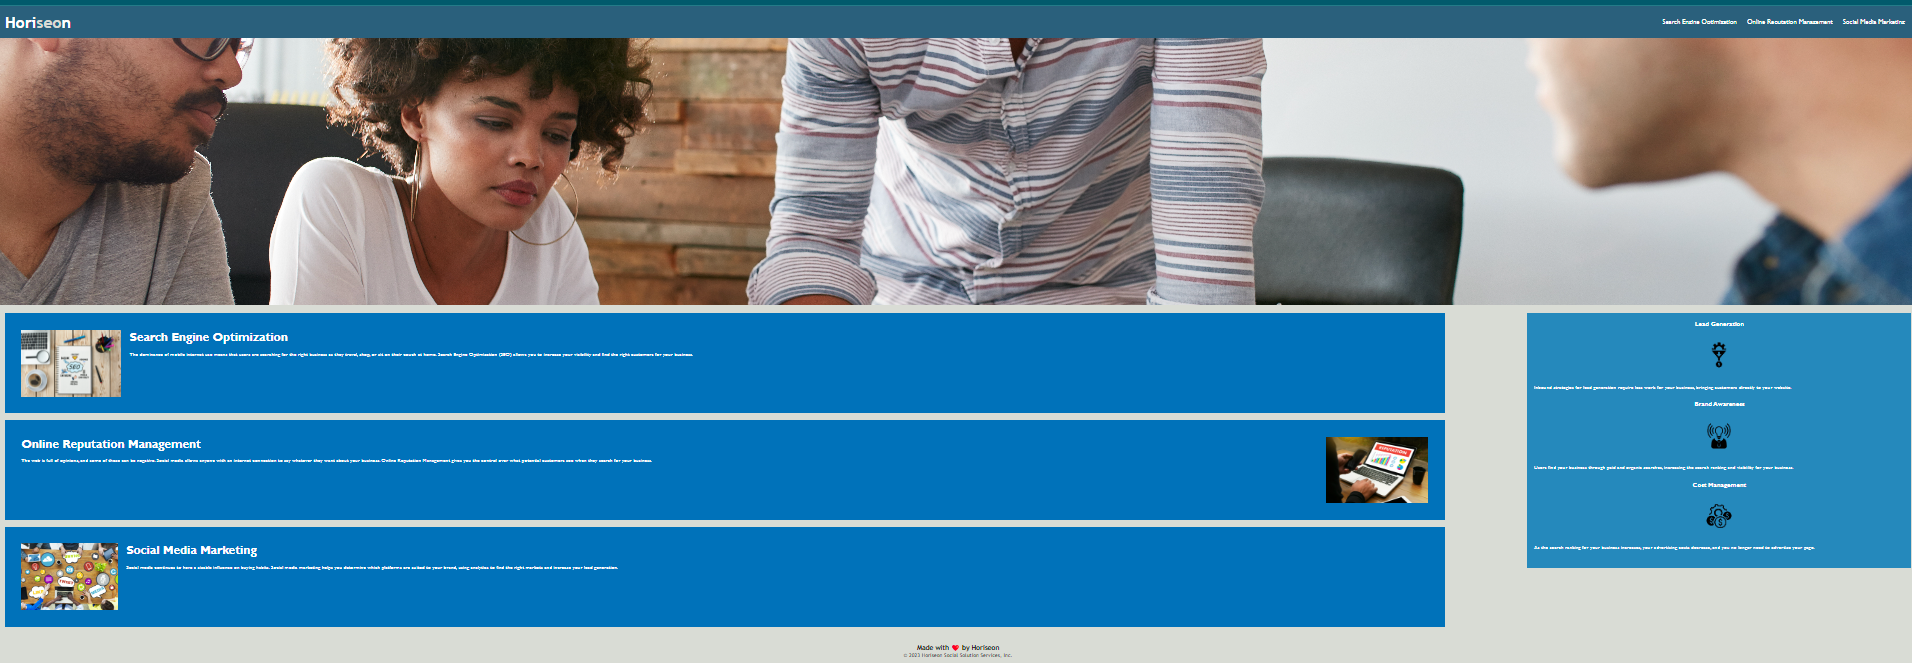 Horiseon
Search Engine Optimization Online Reputation Management Social Media Marketing
Search Engine Optimization
The dominance of mobile internet use means that users are searching for the right business as they travel, shop, or sit on their couch at home. Search Engine Optimization (SEO) allows you to increase your visibility and find the right customers for your business.
SEO
Online Reputation Management
The web is full of opinions, and some of these can be negative. Social media allows anyone with an internet connection to say whatever they want about your business. Online Reputation Management gives you the control over what potential customers see when they search for your business.
REPUTATION
Social Media Marketing
Social media continues to have a sizable influence on buying habits. Social media marketing helps you determine which platforms are suited to your brand, using analytics to find the right markets and increase your lead generation.
Lead Generation
Inbound strategies for lead generation require less work for your business, bringing customers directly to your website.
Brand Awareness
Users find your business through paid and organic searches, increasing the search ranking and visibility for your business.
Cost Management
As the search ranking for your business increases, your advertising costs decrease, and you no longer need to advertise your page.
Made with ❤️ by Horiseon
© 2023 Horiseon Social Solution Services, Inc.